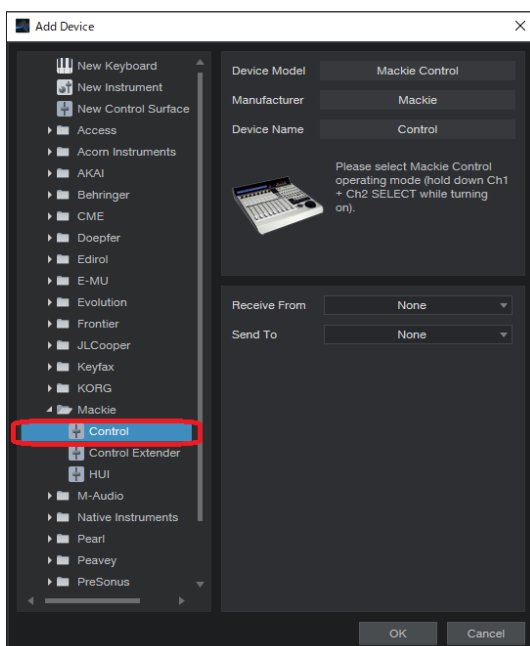 Add Device
New Keyboard
New Instrument
New Control Surface
Access
Acorn Instruments
AKAI
Behringer
CME
Doepfer
Edirol
E-MU
Evolution
Frontier
JLCooper
Keyfax
KORG
Mackie
Control
Control Extender
HUI
M-Audio
Native Instruments
Pearl
Peavey
PreSonus
Device Model Mackie Control
Manufacturer Mackie
Device Name Control
Please select Mackie Control
operating mode (hold down Ch1
+ Ch2 SELECT while turning
on).
Receive From None
Send To None
OK Cancel